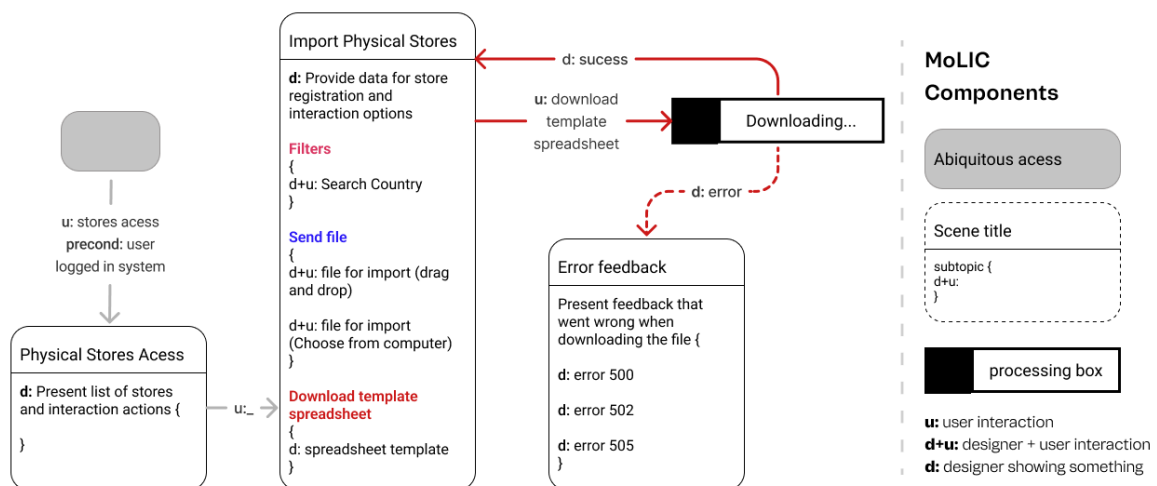 u: stores acess
precond: user
logged in system
Physical Stores Acess
d: Present list of stores
and interaction actions {
}
u:_
Import Physical Stores
d: Provide data for store
registration and
interaction options
Filters
{
d+u: Search Country
}
Send file
{
d+u: file for import (drag
and drop)
d+u: file for import
(Choose from computer)
}
Download template
spreadsheet
{
d: spreadsheet template
}
d: sucess
u: download
template
spreadsheet
Downloading...
d: error
Error feedback
Present feedback that
went wrong when
downloading the file {
d: error 500
d: error 502
d: error 505
}
MoLIC
Components
Abiquitous acess
Scene title
subtopic {
d+u:
}
processing box
u: user interaction
d+u: designer + user interaction
d: designer showing something